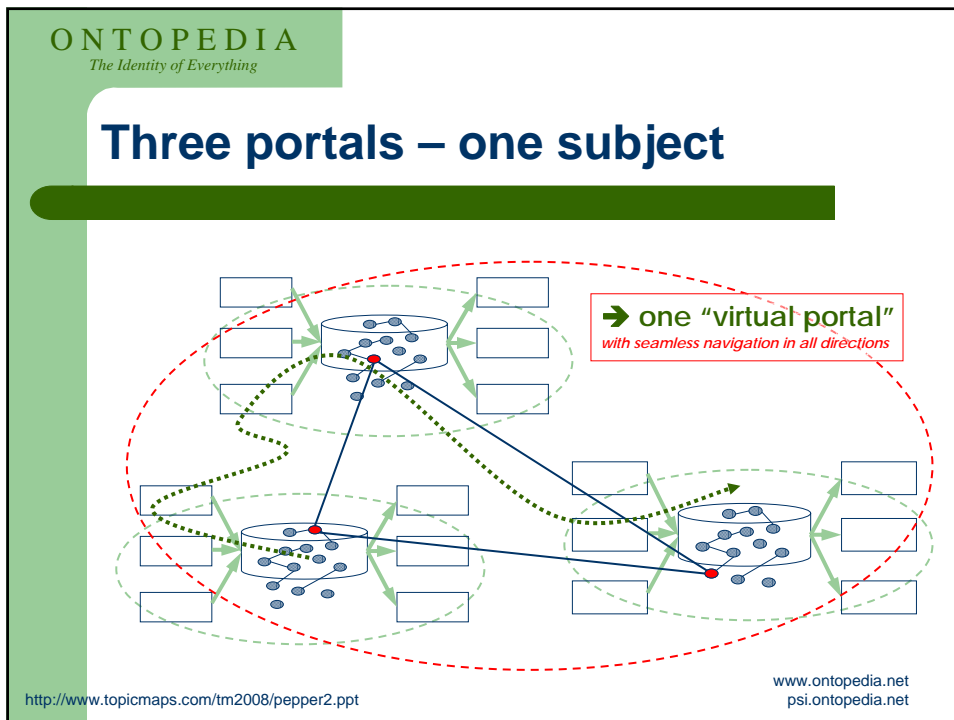 ONTOPEDIA
The Identity of Everything
Three portals – one subject
➔ one “virtual portal”
with seamless navigation in all directions
http://www.topicmaps.com/tm2008/pepper2.ppt
www.ontopedia.net
psi.ontopedia.net